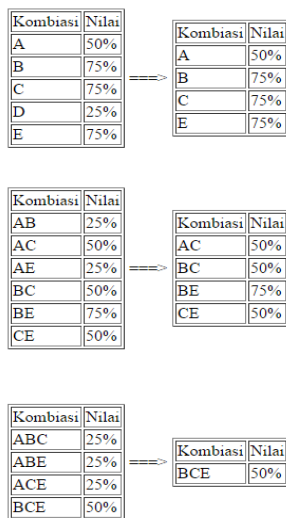 Kombiasi Nilai
A 50%
B 75%
C 75%
D 25%
E 75%
===>
Kombiasi Nilai
A 50%
B 75%
C 75%
E 75%
Kombiasi Nilai
AB 25%
AC 50%
AE 25%
BC 50%
BE 75%
CE 50%
===>
Kombiasi Nilai
AC 50%
BC 50%
BE 75%
CE 50%
Kombiasi Nilai
ABC 25%
ABE 25%
ACE 25%
BCE 50%
===>
Kombiasi Nilai
BCE 50%